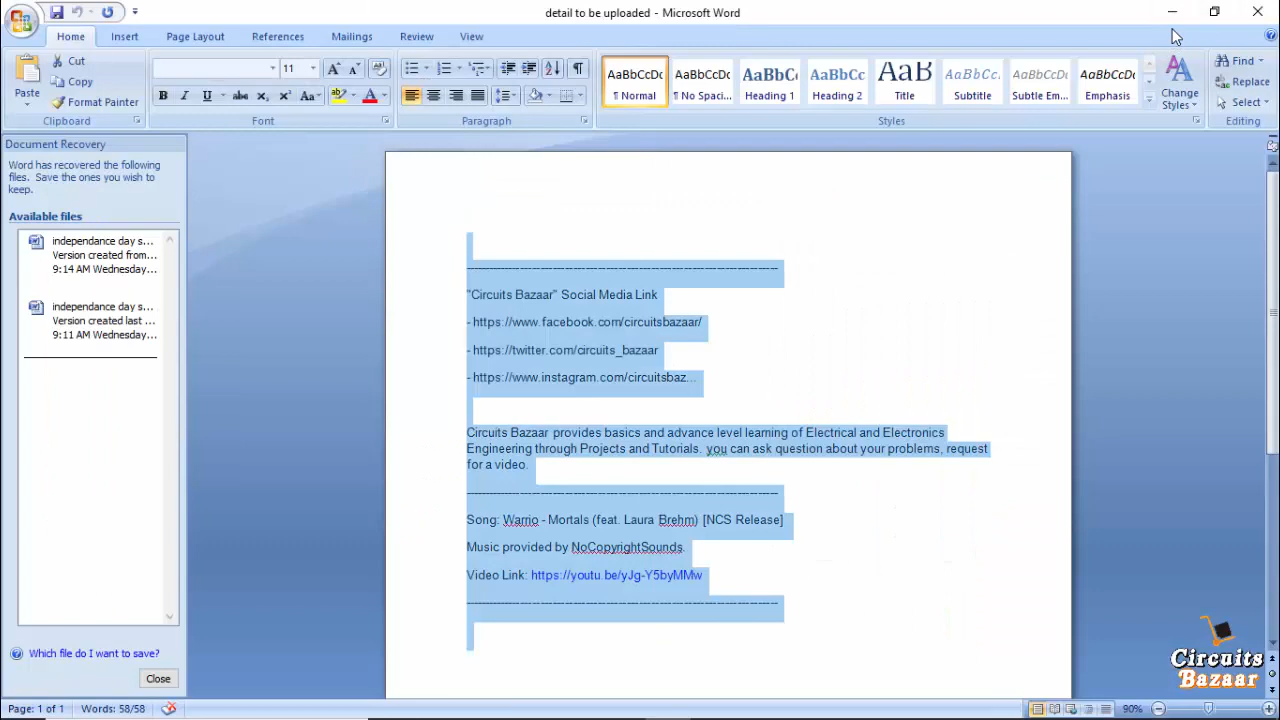 detail to be uploaded - Microsoft Word
Home Insert Page Layout References Mailings Review View
Paste
Cut
Copy
Format Painter
Clipboard
11
Font
Paragraph
AaBbCcDc AaBbCcDc AaBbCc AaBbCc AaB AaBbCc. AaBbCcDc AaBbCcDc
¶ Normal ¶ No Spaci... Heading 1 Heading 2 Title Subtitle Subtle Em... Emphasis
Change
Styles
Styles
Find
Replace
Select
Editing
Document Recovery
Word has recovered the following
files. Save the ones you wish to
keep.
Available files
independance day s...
Version created from...
9:14 AM Wednesday...
independance day s...
Version created last ...
9:11 AM Wednesday...
Which file do I want to save?
Close
"Circuits Bazaar" Social Media Link
- https://www.facebook.com/circuitsbazaar/
- https://twitter.com/circuits_bazaar
- https://www.instagram.com/circuitsbaz...
Circuits Bazaar provides basics and advance level learning of Electrical and Electronics
Engineering through Projects and Tutorials. you can ask question about your problems, request
for a video.
Song: Warrio - Mortals (feat. Laura Brehm) [NCS Release]
Music provided by NoCopyrightSounds.
Video Link: https://youtu.be/yJg-Y5byMMw
Circuits
Bazaar
Page: 1 of 1 Words: 58/58 90%